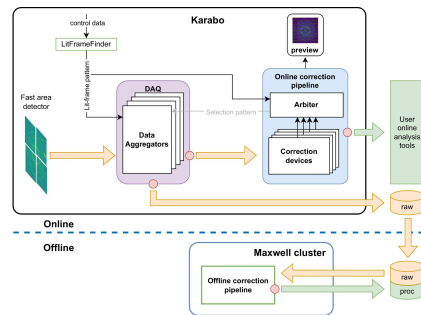 Karabo
control data
LitFrameFinder
Lit-frame pattern
preview
DAQ
Online correction
pipeline
Fast area
detector
Arbiter
Selection pattern
Data
Aggregators
Correction
devices
User
online
analysis
tools
raw
Online
Offline
Maxwell cluster
raw
proc
Offline correction
pipeline